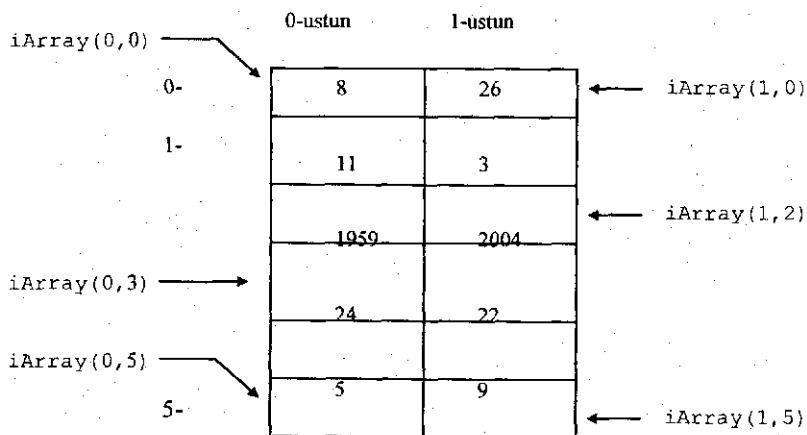 0-ustun 1-ustun
iArray(0,0)
0- 8 26 iArray(1,0)
1- 11 3
iArray(1,2)
1959 2004
iArray(0,3)
24 22
iArray(0,5)
5 9
5- iArray(1,5)